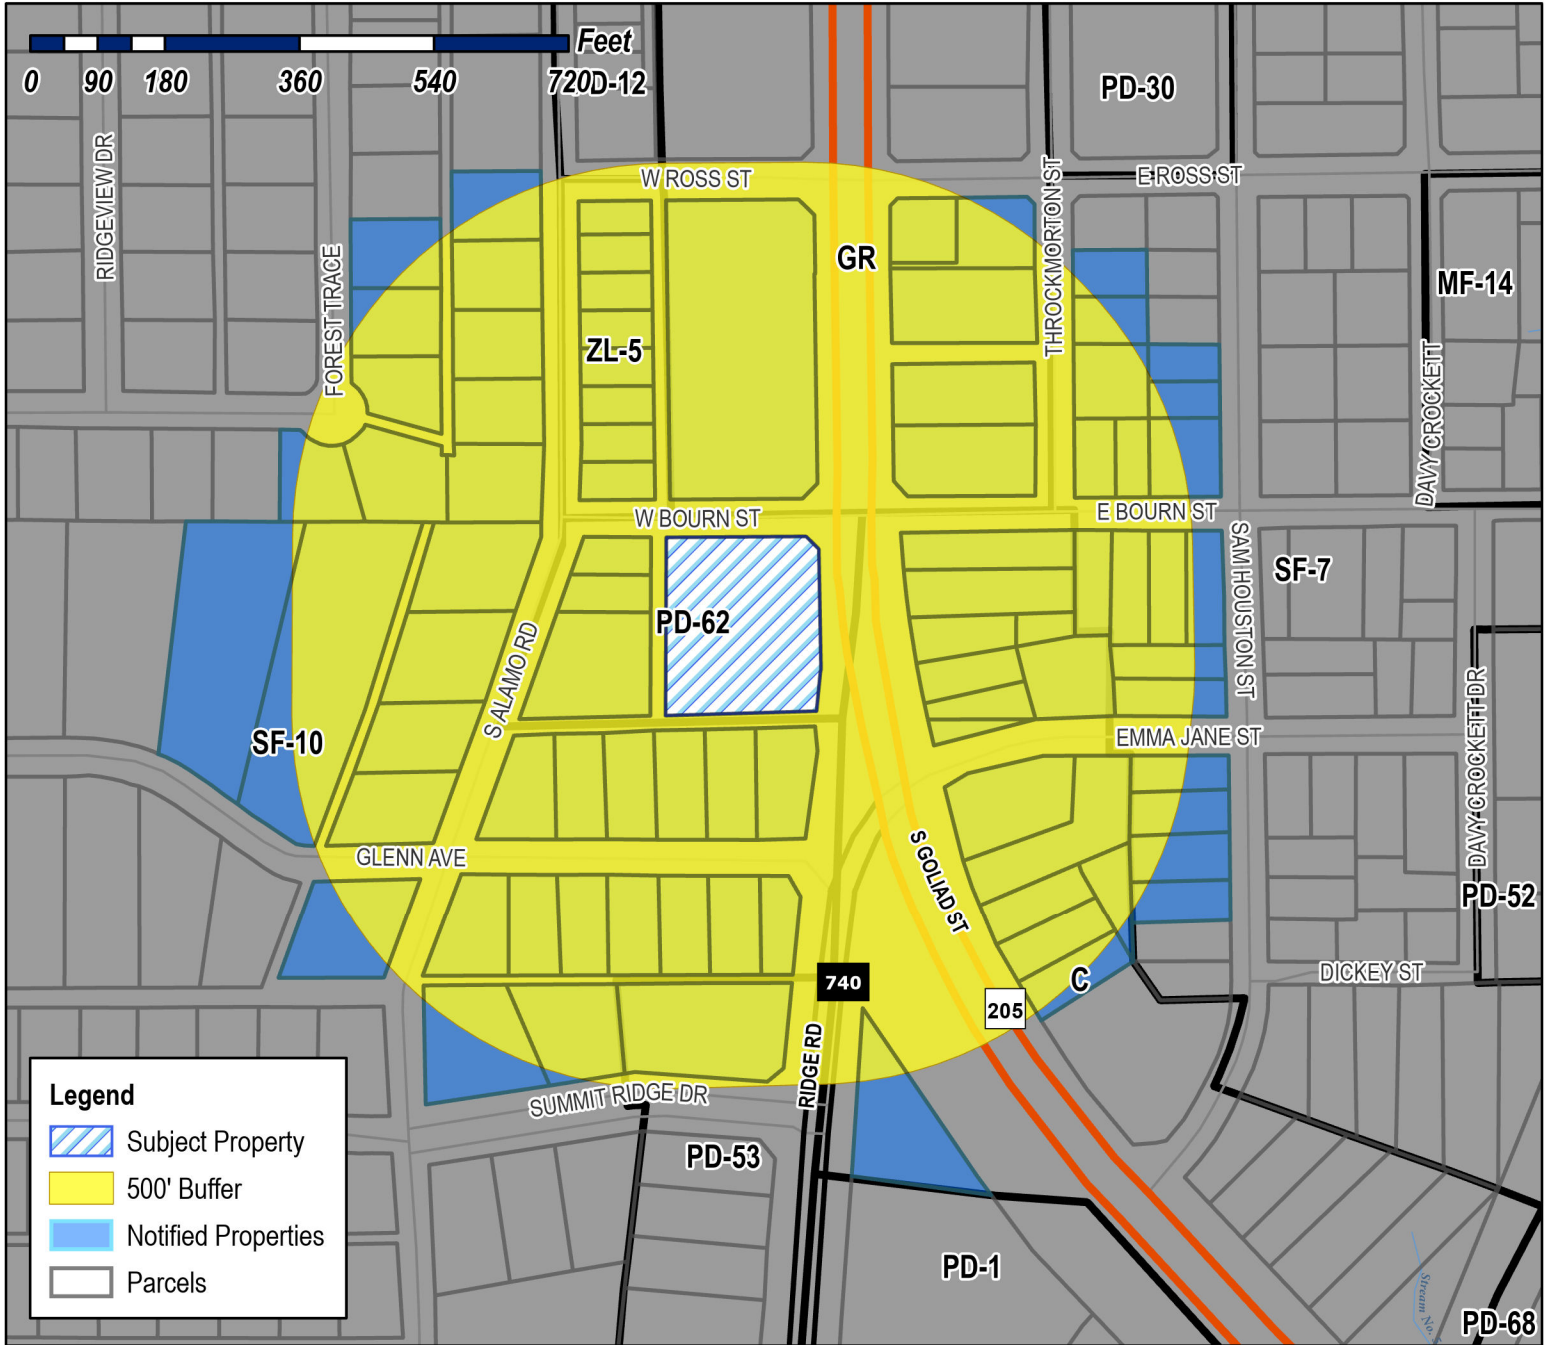 Feet
0 90 180 360 540 720
D-12
PD-30
W ROSS ST
E ROSS ST
RIDGEVIEW DR
FOREST TRACE
THROCKMORTON ST
GR
MF-14
ZL-5
DAVY CROCKETT
W BOURN ST
E BOURN ST
SAM HOUSTON ST
SF-7
PD-62
S ALAMO RD
SF-10
EMMA JANE ST
DAVY CROCKETT DR
GLENN AVE
S GOLIAD ST
PD-52
740
C
205
DICKEY ST
RIDGE RD
SUMMIT RIDGE DR
PD-53
PD-1
Stream No.
PD-68
Legend
Subject Property
500' Buffer
Notified Properties
Parcels